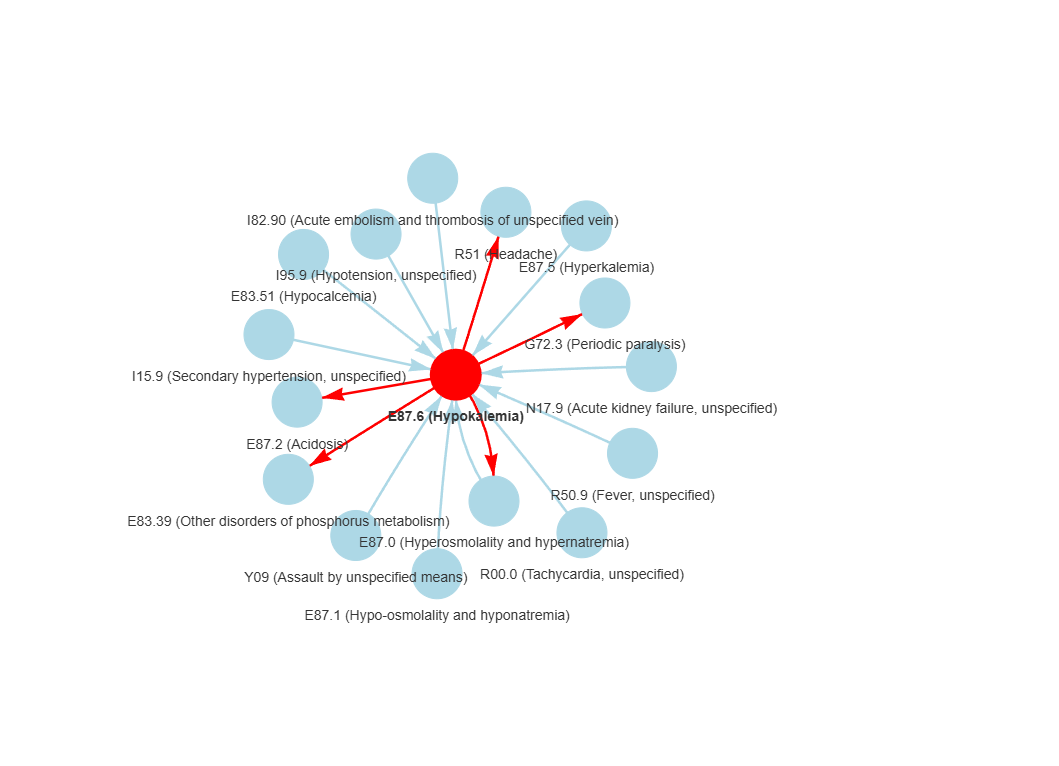 I82.90 (Acute embolism and thrombosis of unspecified vein)
R51 (Headache)
E87.5 (Hyperkalemia)
I95.9 (Hypotension, unspecified)
E83.51 (Hypocalcemia)
G72.3 (Periodic paralysis)
I15.9 (Secondary hypertension, unspecified)
N17.9 (Acute kidney failure, unspecified)
E87.6 (Hypokalemia)
E87.2 (Acidosis)
R50.9 (Fever, unspecified)
E83.39 (Other disorders of phosphorus metabolism)
E87.0 (Hyperosmolality and hypernatremia)
R00.0 (Tachycardia, unspecified)
Y09 (Assault by unspecified means)
E87.1 (Hypo-osmolality and hyponatremia)